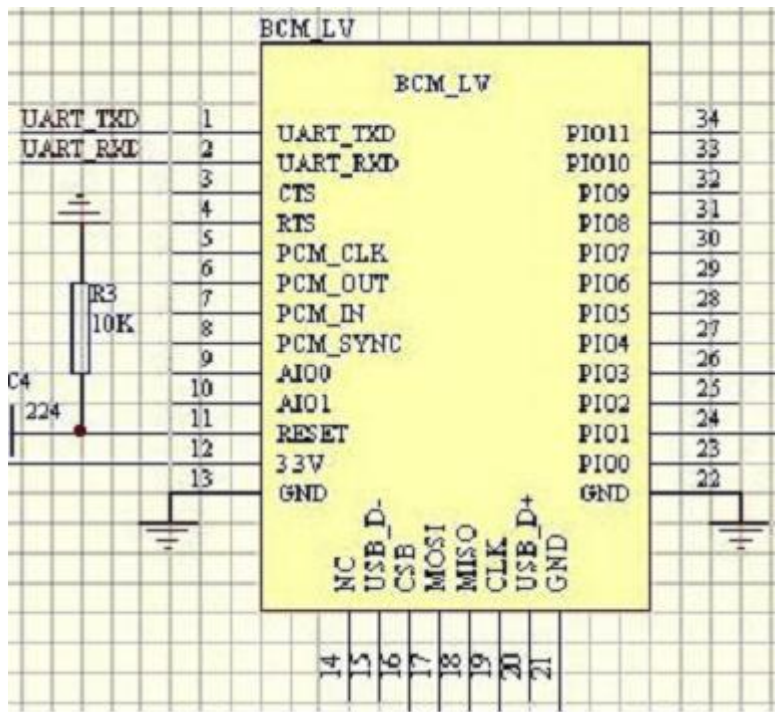 BCM_LV
BCM_LV
UART_TXD 1 UART_TXD PIO11 34
UART_RXD 2 UART_RXD PIO10 33
3 CTS PIO9 32
4 RTS PIO8 31
5 PCM_CLK PIO7 30
6 PCM_OUT PIO6 29
R3 7 PCM_IN PIO5 28
10K 8 PCM_SYNC PIO4 27
C4 9 AIO0 PIO3 26
224 10 AIO1 PIO2 25
11 RESET PIO1 24
12 3.3V PIO0 23
13 GND GND 22
NC USB_D- CSB MOSI MISO CLK USB_D+ GND
14 15 16 17 18 19 20 21